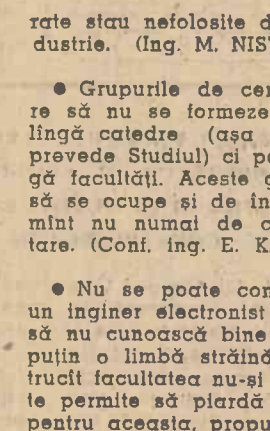 rate stau nefolosite d
dustrie. (Ing. M. NIS
● Grupurile de cer
re să nu se formeze
lîngă catedre (așa
prevede Studiul) ci pe
gă facultăți. Aceste g
să se ocupe și de în
mînt nu numai de c
tare. (Conf. ing. E. K
● Nu se poate con
un inginer electronist
să nu cunoască bine
puțin o limbă străină
trucît facultatea nu-și
te permite să piardă
pentru aceasta, propu